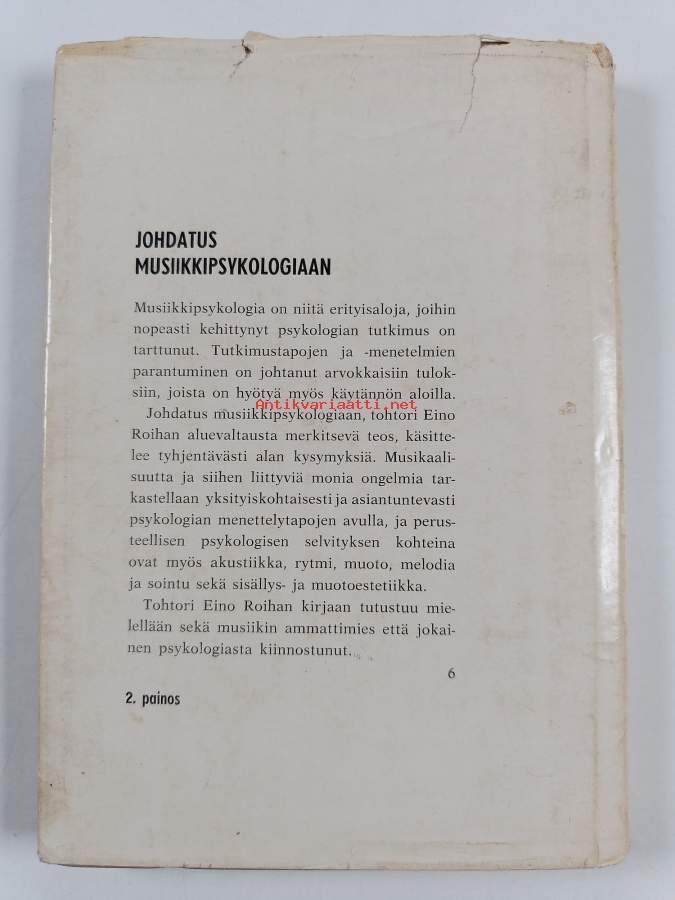 JOHDATUS
MUSIIKKIPSYKOLOGIAAN
Musiikkipsykologia on niitä erityisaloja, joihin
nopeasti kehittynyt psykologian tutkimus on
tarttunut. Tutkimustapojen ja -menetelmien
parantuminen on johtanut arvokkaisiin tulok-
siin, joista on hyötyä myös käytännön aloilla.
Antikvariaatti.net
Johdatus musiikkipsykologiaan, tohtori Eino
Roihan aluevaltausta merkitsevä teos, käsitte-
lee tyhjentävästi alan kysymyksiä. Musikaali-
suutta ja siihen liittyviä monia ongelmia tar-
kastellaan yksityiskohtaisesti ja asiantuntevasti
psykologian menettelytapojen avulla, ja perus-
teellisen psykologisen selvityksen kohteina
ovat myös akustiikka, rytmi, muoto, melodia
ja sointu sekä sisällys- ja muotoestetiikka.
Tohtori Eino Roihan kirjaan tutustuu mie-
lellään sekä musiikin ammattimies että jokai-
nen psykologiasta kiinnostunut.
6
2. painos